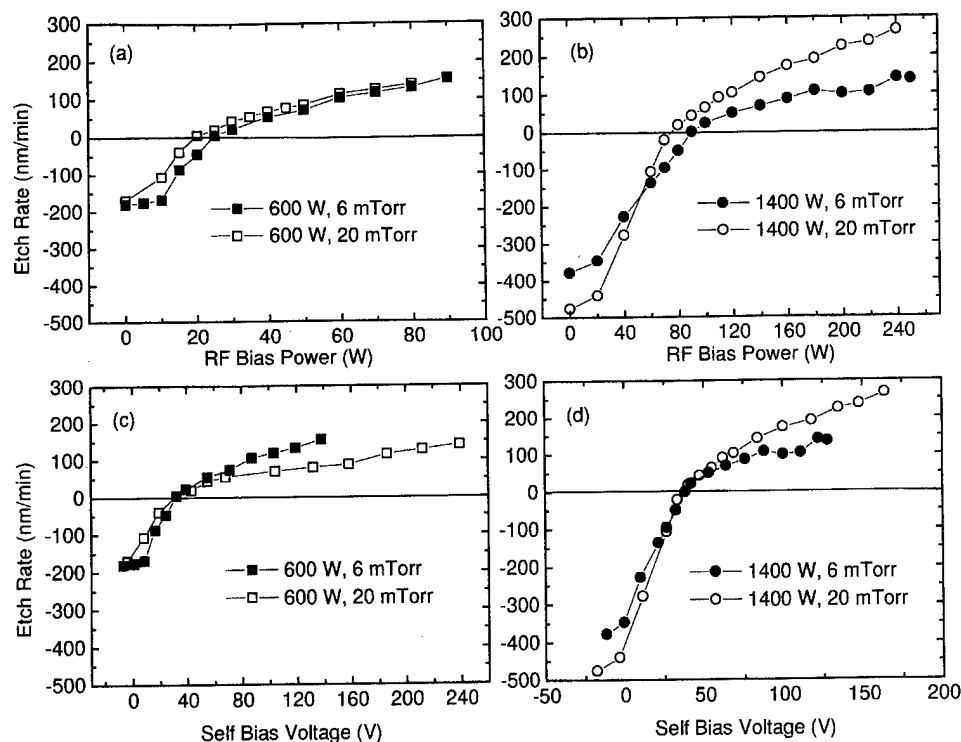 (a)
Etch Rate (nm/min)
300
200
100
0
-100
-200
-300
-400
-500
600 W, 6 mTorr
600 W, 20 mTorr
0 20 40 60 80 100
RF Bias Power (W)
(b)
300
200
100
0
-100
-200
-300
-400
-500
1400 W, 6 mTorr
1400 W, 20 mTorr
0 40 80 120 160 200 240
RF Bias Power (W)
(c)
Etch Rate (nm/min)
300
200
100
0
-100
-200
-300
-400
-500
600 W, 6 mTorr
600 W, 20 mTorr
0 40 80 120 160 200 240
Self Bias Voltage (V)
(d)
300
200
100
0
-100
-200
-300
-400
-500
1400 W, 6 mTorr
1400 W, 20 mTorr
-50 0 50 100 150 200
Self Bias Voltage (V)